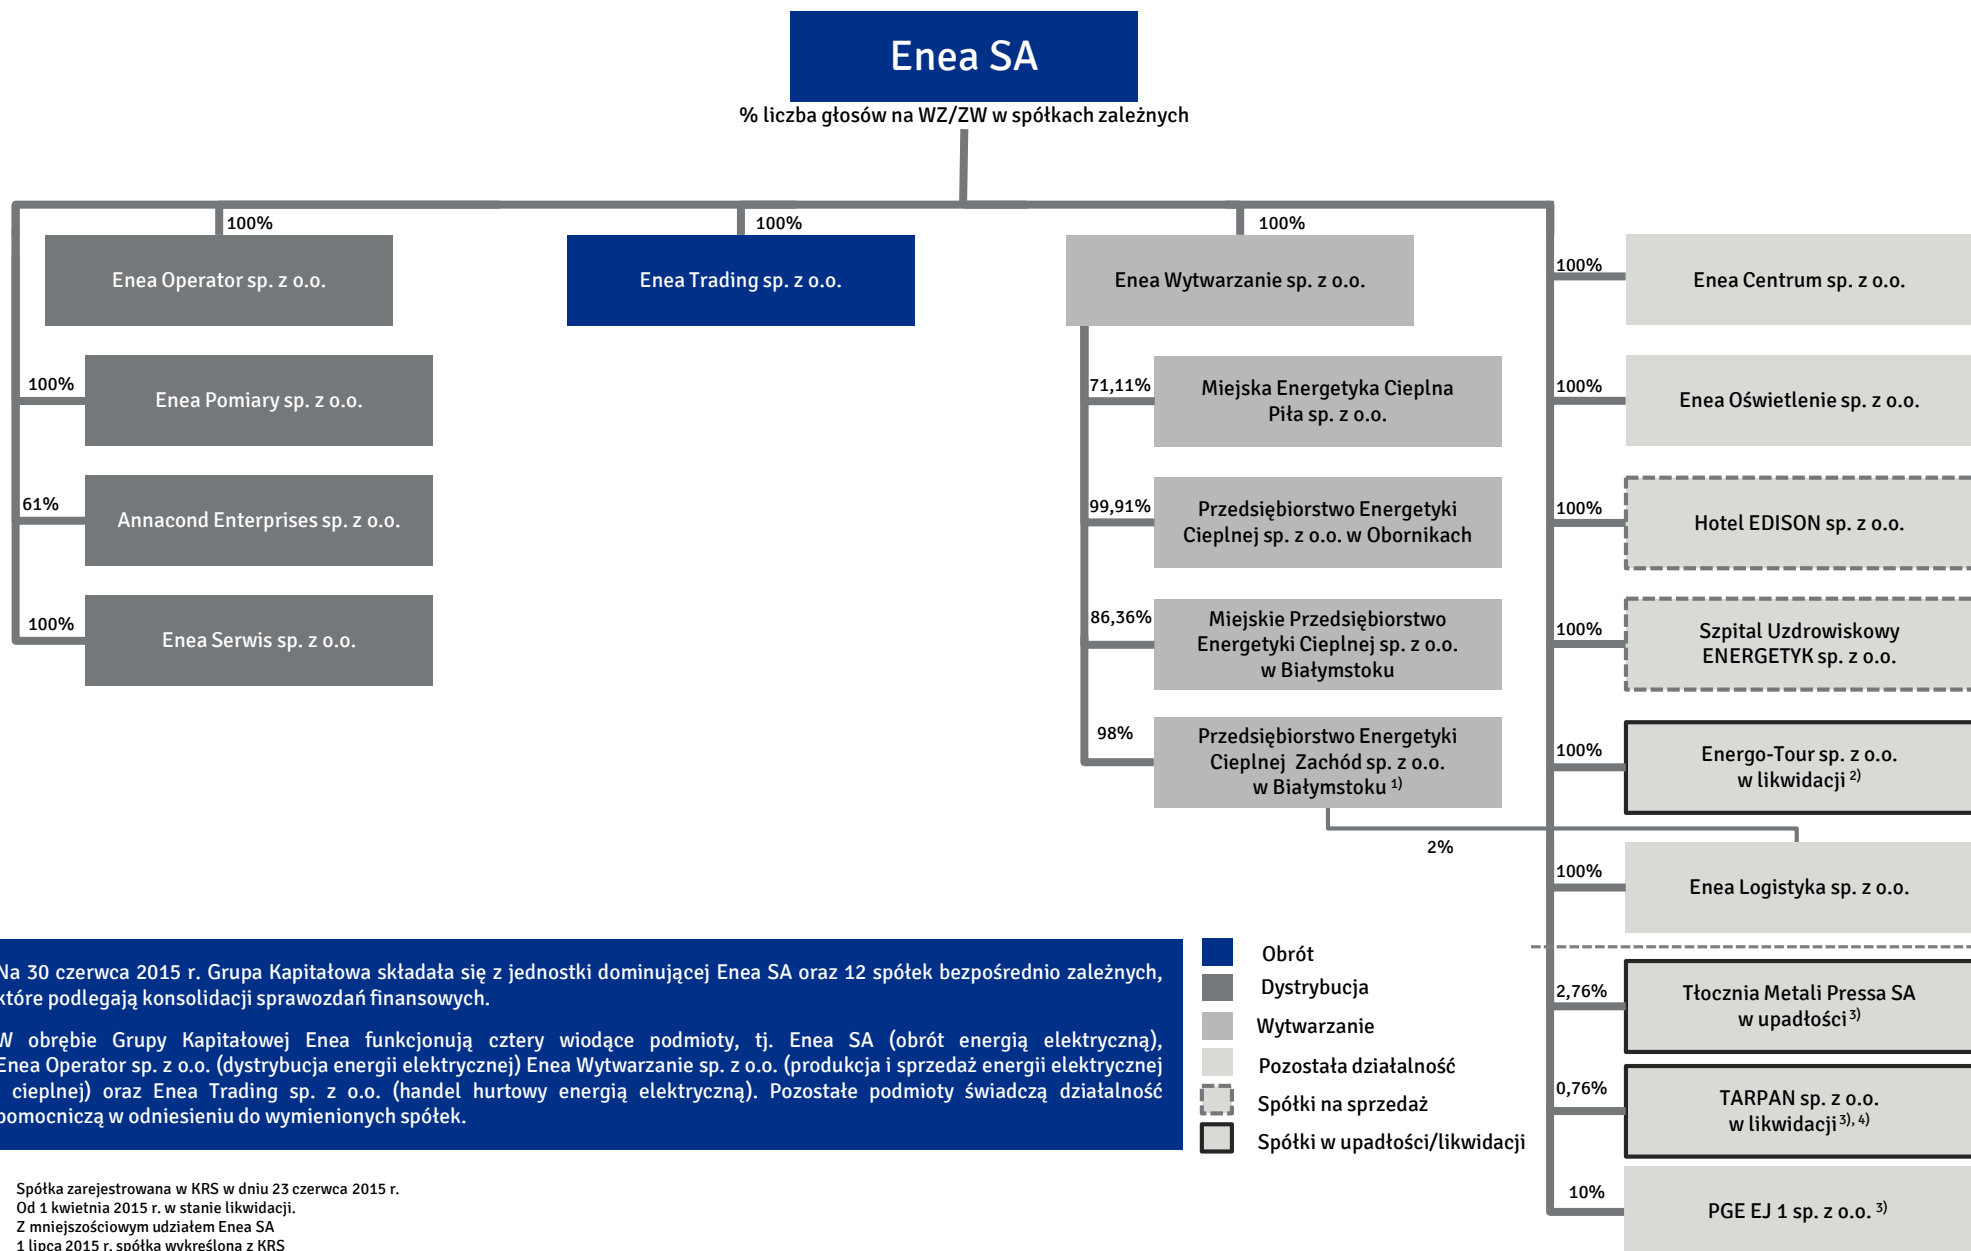 Enea SA
% liczba głosów na WZ/ZW w spółkach zależnych
100%
100%
100%
Enea Operator sp. z o.o.
Enea Trading sp. z o.o.
Enea Wytwarzanie sp. z o.o.
100%
Enea Centrum sp. z o.o.
100%
Enea Pomiary sp. z o.o.
71,11%
Miejska Energetyka Cieplna
Piła sp. z o.o.
100%
Enea Oświetlenie sp. z o.o.
61%
Annacond Enterprises sp. z o.o.
99,91%
Przedsiębiorstwo Energetyki
Cieplnej sp. z o.o. w Obornikach
100%
Hotel EDISON sp. z o.o.
100%
Enea Serwis sp. z o.o.
86,36%
Miejskie Przedsiębiorstwo
Energetyki Cieplnej sp. z o.o.
w Białymstoku
100%
Szpital Uzdrowiskowy
ENERGETYK sp. z o.o.
98%
Przedsiębiorstwo Energetyki
Cieplnej Zachód sp. z o.o.
w Białymstoku 1)
100%
Energo-Tour sp. z o.o.
w likwidacji 2)
2%
100%
Enea Logistyka sp. z o.o.
Na 30 czerwca 2015 r. Grupa Kapitałowa składała się z jednostki dominującej Enea SA oraz 12 spółek bezpośrednio zależnych,
które podlegają konsolidacji sprawozdań finansowych.
W obrębie Grupy Kapitałowej Enea funkcjonują cztery wiodące podmioty, tj. Enea SA (obrót energią elektryczną),
Enea Operator sp. z o.o. (dystrybucja energii elektrycznej) Enea Wytwarzanie sp. z o.o. (produkcja i sprzedaż energii elektrycznej
cieplnej) oraz Enea Trading sp. z o.o. (handel hurtowy energią elektryczną). Pozostałe podmioty świadczą działalność
pomocniczą w odniesieniu do wymienionych spółek.
Obrót
Dystrybucja
Wytwarzanie
Pozostała działalność
Spółki na sprzedaż
Spółki w upadłości/likwidacji
2,76%
Tłocznia Metali Pressa SA
w upadłości 3)
0,76%
TARPAN sp. z o.o.
w likwidacji 3), 4)
10%
PGE EJ 1 sp. z o.o. 3)
Spółka zarejestrowana w KRS w dniu 23 czerwca 2015 r.
Od 1 kwietnia 2015 r. w stanie likwidacji.
Z mniejszościowym udziałem Enea SA
1 lipca 2015 r. spółka wykreślona z KRS